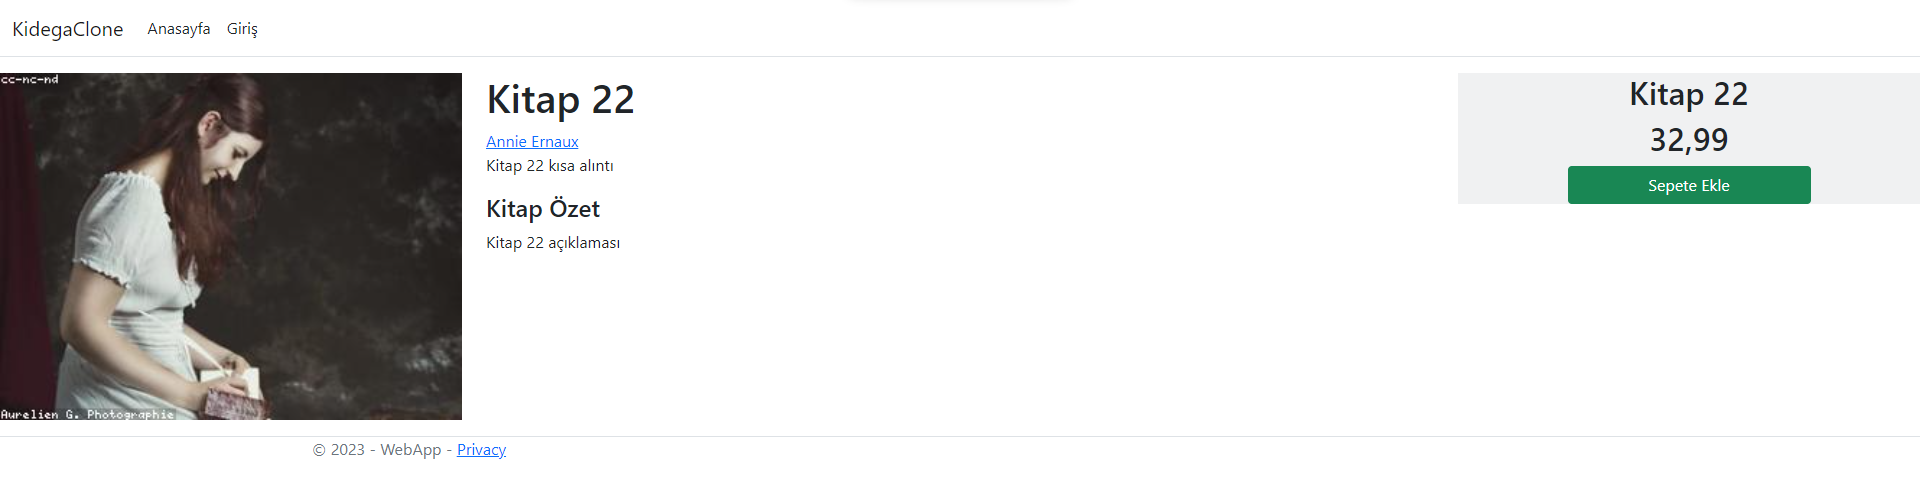 KidegaClone Anasayfa Giriş
cc-nc-nd
Aurelien G. Photographie
Kitap 22
Annie Ernaux
Kitap 22 kısa alıntı
Kitap Özet
Kitap 22 açıklaması
Kitap 22
32,99
Sepete Ekle
© 2023 - WebApp - Privacy